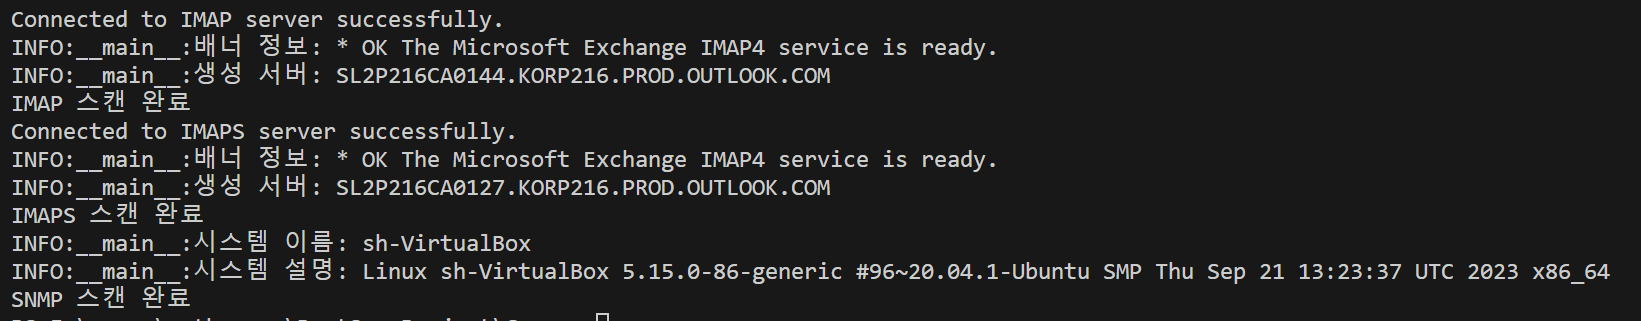 Connected to IMAP server successfully.
INFO:__main__:배너 정보: * OK The Microsoft Exchange IMAP4 service is ready.
INFO:__main__:생성 서버: SL2P216CA0144.KORP216.PROD.OUTLOOK.COM
IMAP 스캔 완료
Connected to IMAPS server successfully.
INFO:__main__:배너 정보: * OK The Microsoft Exchange IMAP4 service is ready.
INFO:__main__:생성 서버: SL2P216CA0127.KORP216.PROD.OUTLOOK.COM
IMAPS 스캔 완료
INFO:__main__:시스템 이름: sh-VirtualBox
INFO:__main__:시스템 설명: Linux sh-VirtualBox 5.15.0-86-generic #96~20.04.1-Ubuntu SMP Thu Sep 21 13:23:37 UTC 2023 x86_64
SNMP 스캔 완료